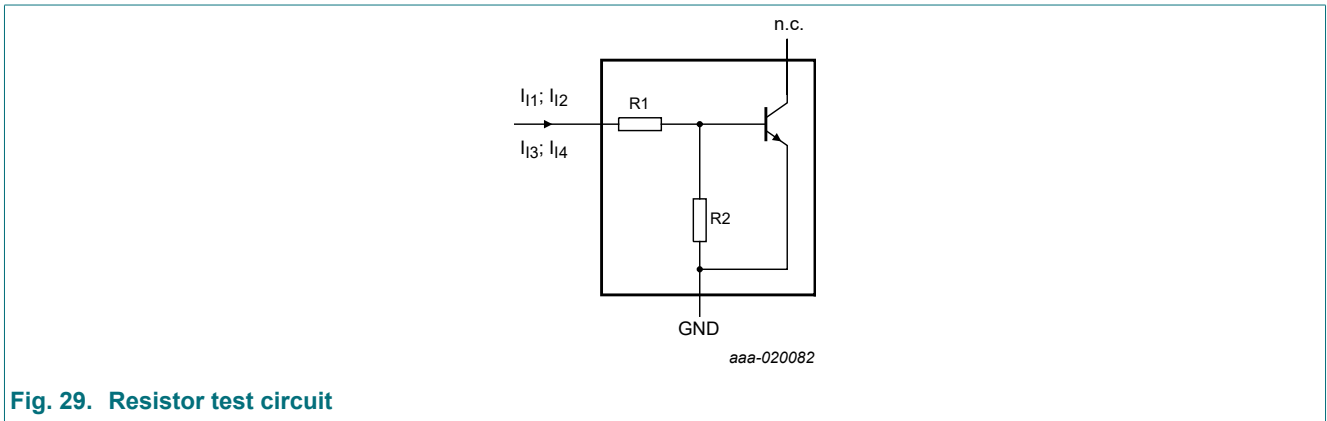 n.c.
II1; II2
R1
II3; II4
R2
GND
aaa-020082
Fig. 29. Resistor test circuit